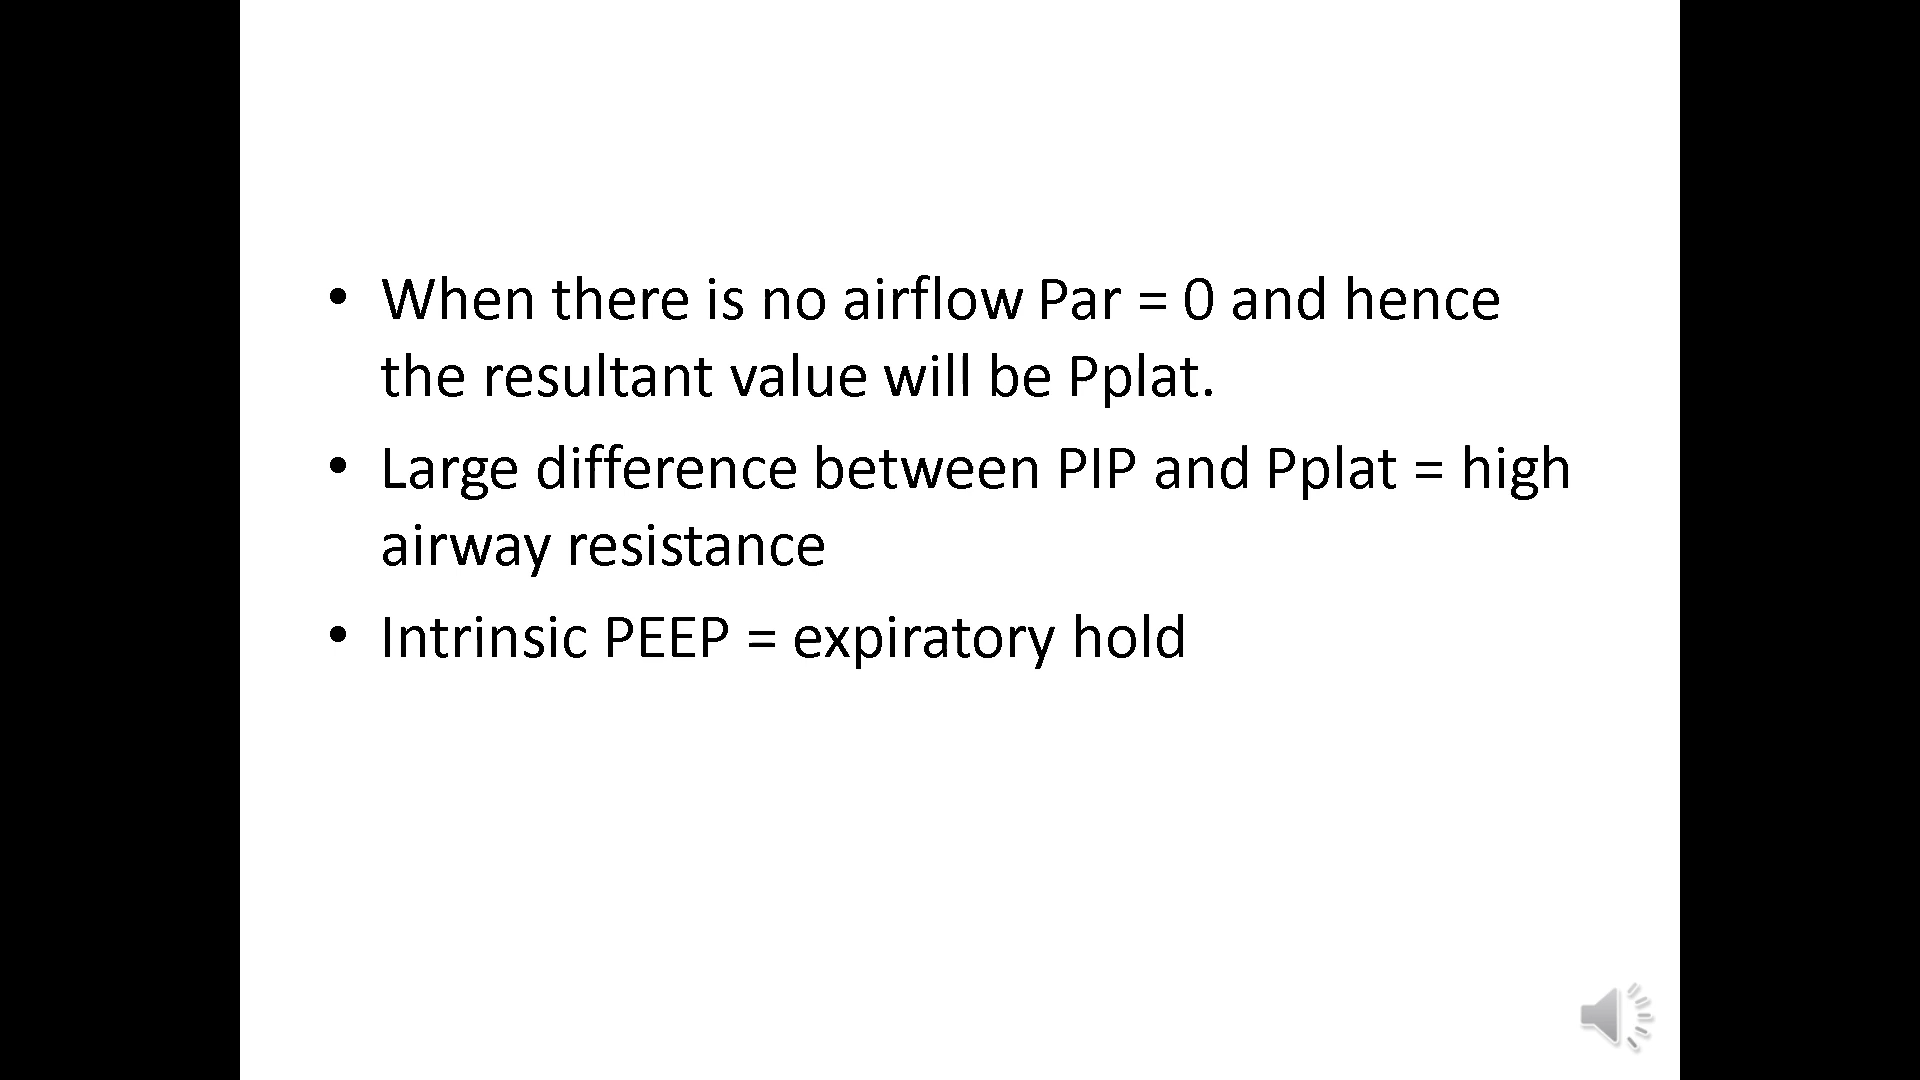 • When there is no airflow Par = 0 and hence
the resultant value will be Pplat.
• Large difference between PIP and Pplat = high
airway resistance
• Intrinsic PEEP = expiratory hold